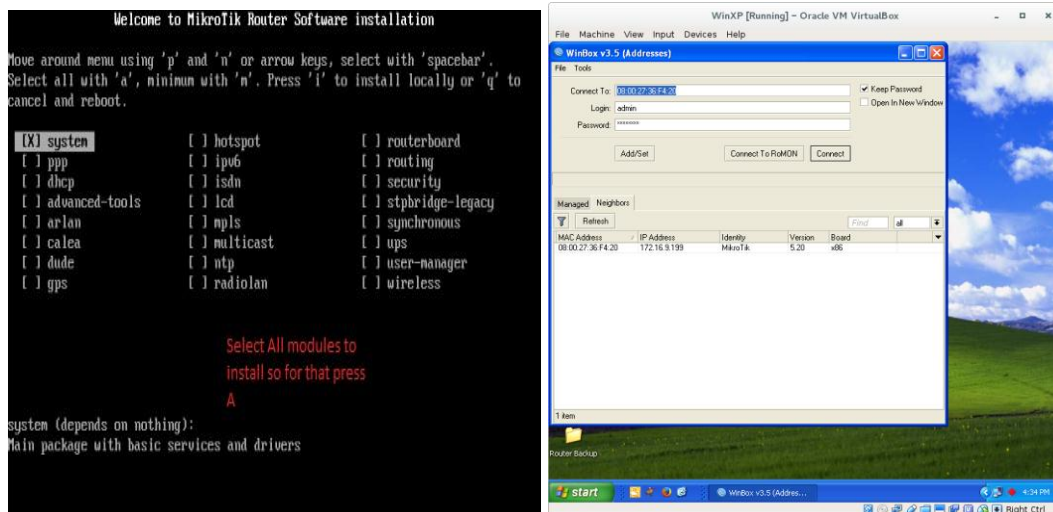 Welcome to MikroTik Router Software installation
Move around menu using 'p' and 'n' or arrow keys, select with 'spacebar'.
Select all with 'a', minimum with 'm'. Press 'i' to install locally or 'q' to
cancel and reboot.
[X] system [ ] hotspot [ ] routerboard
[ ] ppp [ ] ipv6 [ ] routing
[ ] dhcp [ ] isdn [ ] security
[ ] advanced-tools [ ] lcd [ ] stpbridge-legacy
[ ] arlan [ ] mpls [ ] synchronous
[ ] calea [ ] multicast [ ] ups
[ ] dude [ ] ntp [ ] user-manager
[ ] gps [ ] radiolan [ ] wireless
Select All modules to
install so for that press
A
system (depends on nothing):
Main package with basic services and drivers
WinXP [Running] - Oracle VM VirtualBox
File Machine View Input Devices Help
WinBox v3.5 (Addresses)
File Tools
Connect To: 08:00:27:36:F4:20
Keep Password
Login: admin
Open In New Window
Password: ********
Add/Set Connect To RoMON Connect
Managed Neighbors
Refresh Find all
MAC Address IP Address Identity Version Board
08:00:27:36:F4:20 172.16.9.199 MikroTik 5.20 x86
1 item
Router Backup
start WinBox v3.5 (Addres... 4:34 PM
Right Ctrl